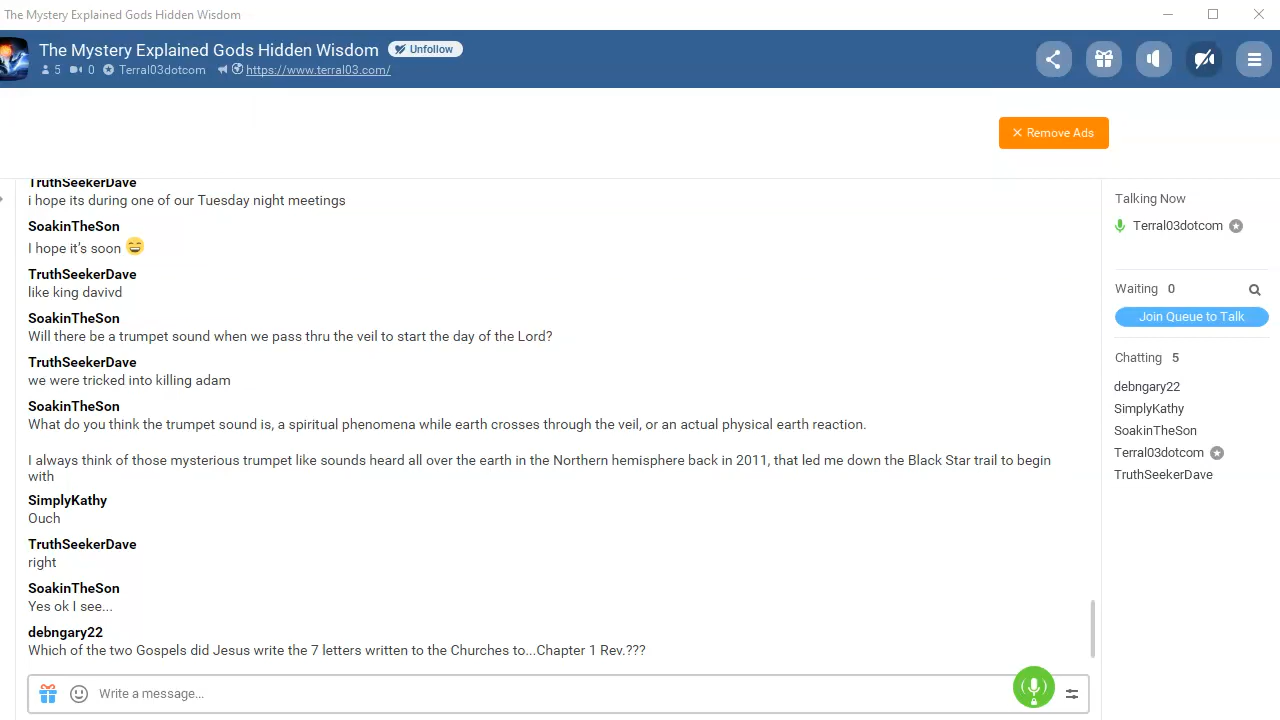 The Mystery Explained Gods Hidden Wisdom
The Mystery Explained Gods Hidden Wisdom Unfollow
5 0 Terral03dotcom https://www.terral03.com/
Remove Ads
TruthSeekerDave
i hope its during one of our Tuesday night meetings
SoakinTheSon
I hope it's soon
TruthSeekerDave
like king davivd
SoakinTheSon
Will there be a trumpet sound when we pass thru the veil to start the day of the Lord?
TruthSeekerDave
we were tricked into killing adam
SoakinTheSon
What do you think the trumpet sound is, a spiritual phenomena while earth crosses through the veil, or an actual physical earth reaction.
I always think of those mysterious trumpet like sounds heard all over the earth in the Northern hemisphere back in 2011, that led me down the Black Star trail to begin
with
SimplyKathy
Ouch
TruthSeekerDave
right
SoakinTheSon
Yes ok I see...
debngary22
Which of the two Gospels did Jesus write the 7 letters written to the Churches to...Chapter 1 Rev.???
Write a message...
Talking Now
Terral03dotcom
Waiting 0
Join Queue to Talk
Chatting 5
debngary22
SimplyKathy
SoakinTheSon
Terral03dotcom
TruthSeekerDave